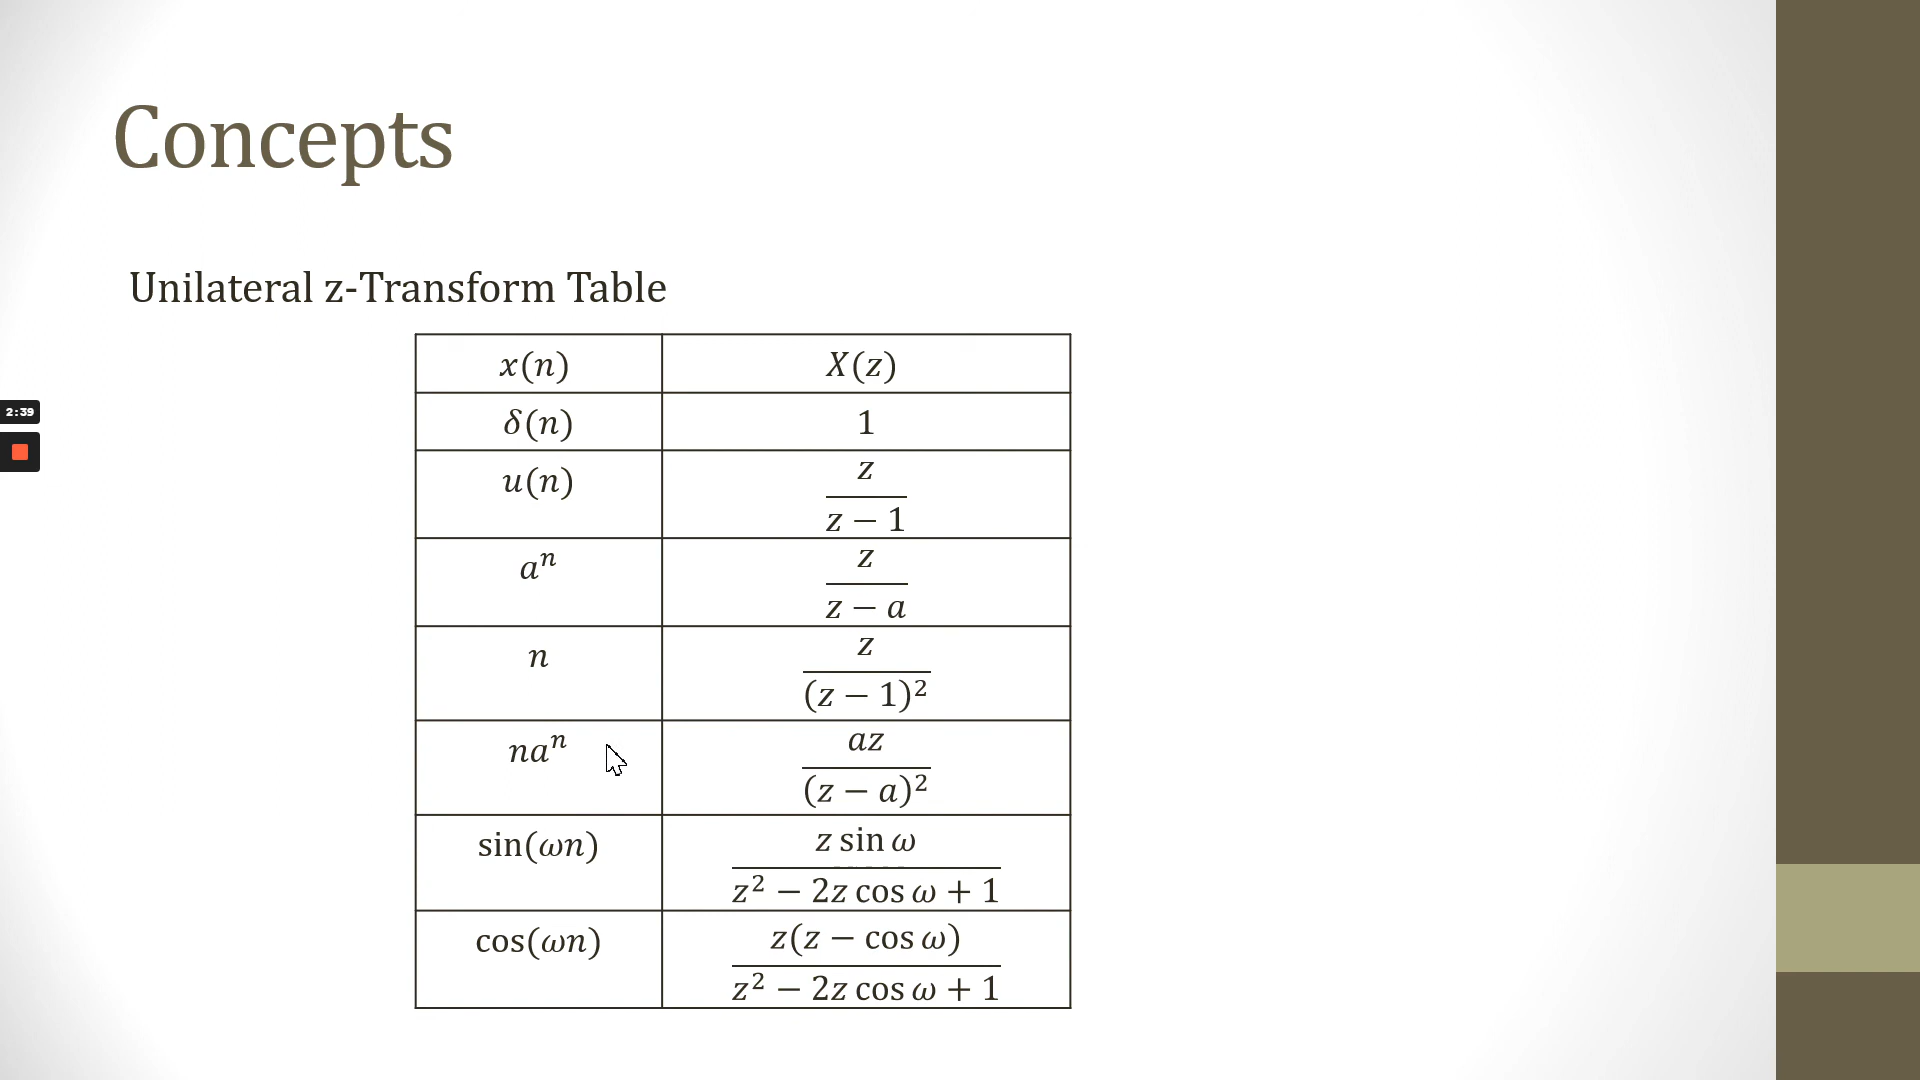 Concepts
Unilateral z-Transform Table
x(n) X(z)
δ(n) 1
u(n) z/(z − 1)
aⁿ z/(z − a)
n z/(z − 1)²
naⁿ az/(z − a)²
sin(ωn) z sin ω/(z² − 2z cos ω + 1)
cos(ωn) z(z − cos ω)/(z² − 2z cos ω + 1)
2:39